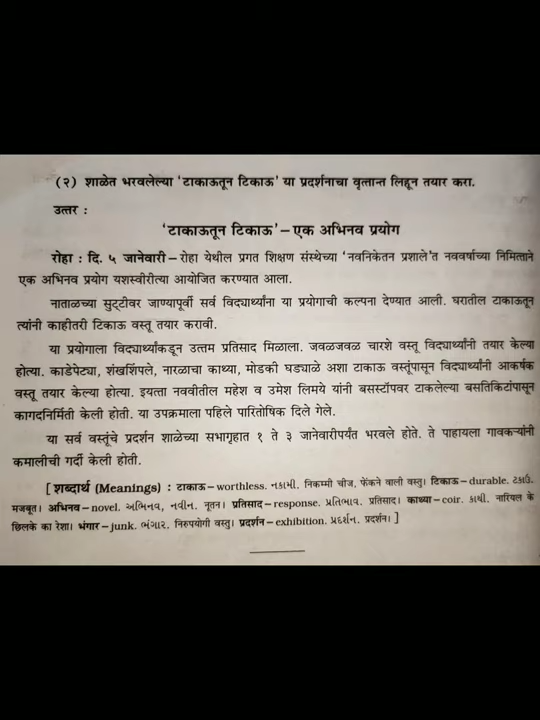 (२) शाळेत भरवलेल्या 'टाकाऊतून टिकाऊ' या प्रदर्शनाचा वृत्तान्त लिहून तयार करा.
उत्तर :
'टाकाऊतून टिकाऊ' – एक अभिनव प्रयोग
रोहा : दि. ५ जानेवारी – रोहा येथील प्रगत शिक्षण संस्थेच्या 'नवनिकेतन प्रशाले'त नववर्षाच्या निमित्ताने
एक अभिनव प्रयोग यशस्वीरीत्या आयोजित करण्यात आला.
नाताळच्या सुट्टीवर जाण्यापूर्वी सर्व विद्यार्थ्यांना या प्रयोगाची कल्पना देण्यात आली. घरातील टाकाऊतून
त्यांनी काहीतरी टिकाऊ वस्तू तयार करावी.
या प्रयोगाला विद्यार्थ्यांकडून उत्तम प्रतिसाद मिळाला. जवळजवळ चारशे वस्तू विद्यार्थ्यांनी तयार केल्या
होत्या. काडेपेट्या, शंखशिंपले, नारळाचा काथ्या, मोडकी घड्याळे अशा टाकाऊ वस्तूंपासून विद्यार्थ्यांनी आकर्षक
वस्तू तयार केल्या होत्या. इयत्ता नववीतील महेश व उमेश लिमये यांनी बसस्टॉपवर टाकलेल्या बसतिकिटांपासून
कागदनिर्मिती केली होती. या उपक्रमाला पहिले पारितोषिक दिले गेले.
या सर्व वस्तूंचे प्रदर्शन शाळेच्या सभागृहात १ ते ३ जानेवारीपर्यंत भरवले होते. ते पाहायला गावकऱ्यांनी
कमालीची गर्दी केली होती.
[ शब्दार्थ (Meanings) : टाकाऊ – worthless. નકામી, निकम्मी चीज, फेंकने वाली वस्तु। टिकाऊ – durable. ટકાઉ.
मजबूत। अभिनव – novel. અભિનવ, નવીન. नूतन। प्रतिसाद – response. પ્રતિભાવ. प्रतिसाद। काथ्या – coir. કાથી. नारियल के
छिलके का रेशा। भंगार – junk. ભંગાર. निरुपयोगी वस्तु। प्रदर्शन – exhibition. પ્રદર્શન. प्रदर्शन। ]